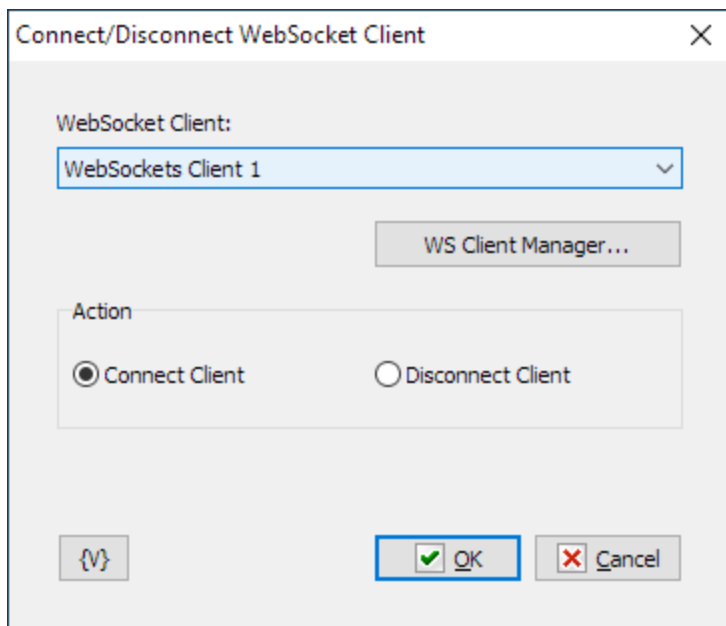 Connect/Disconnect WebSocket Client
WebSocket Client:
WebSockets Client 1
WS Client Manager...
Action
Connect Client
Disconnect Client
{V}
OK
Cancel